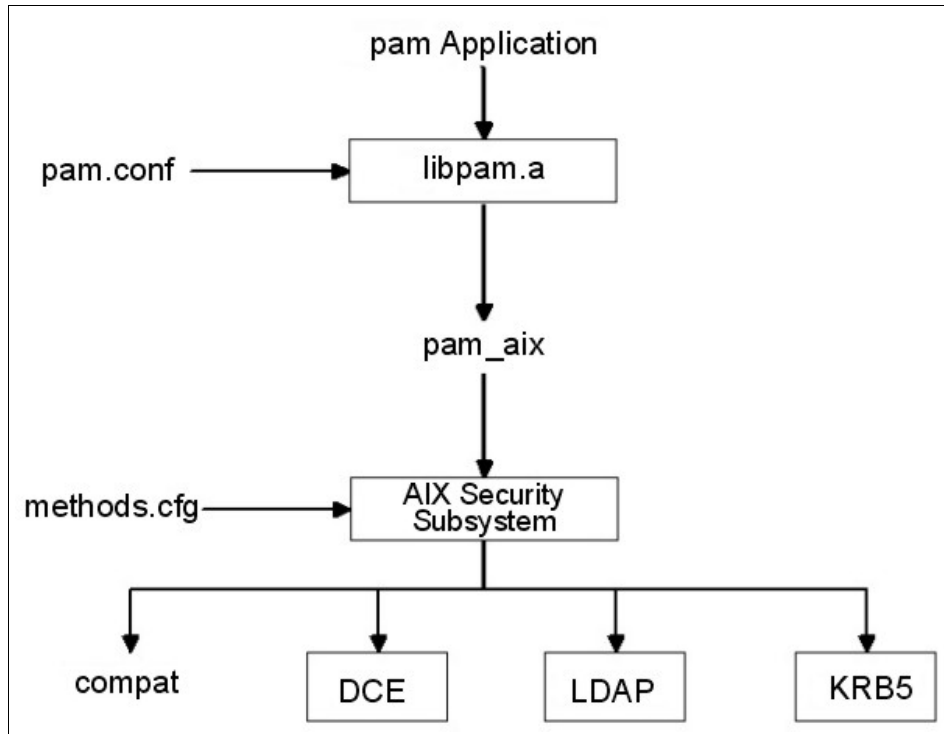 pam Application
pam.conf
libpam.a
pam_aix
methods.cfg
AIX Security
Subsystem
compat
DCE
LDAP
KRB5